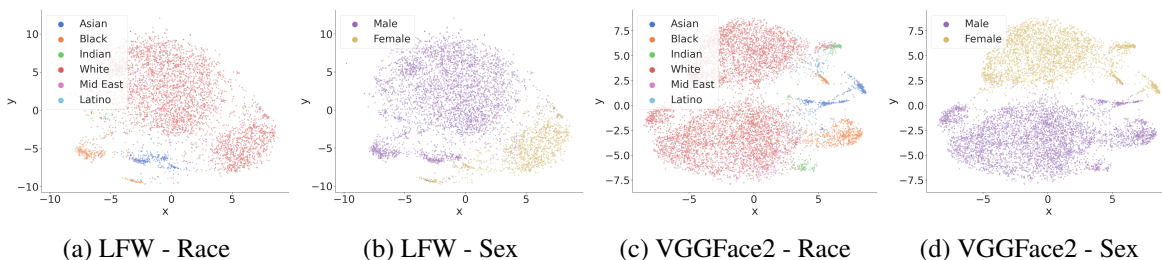 10
5
0
−5
−10
y
−10
−5
0
5
x
Asian
Black
Indian
White
Mid East
Latino
(a) LFW - Race
10
5
0
−5
−10
y
−10
−5
0
5
x
Male
Female
(b) LFW - Sex
7.5
5.0
2.5
0.0
−2.5
−5.0
−7.5
y
−5
0
5
x
Asian
Black
Indian
White
Mid East
Latino
(c) VGGFace2 - Race
7.5
5.0
2.5
0.0
−2.5
−5.0
−7.5
y
−5
0
5
x
Male
Female
(d) VGGFace2 - Sex